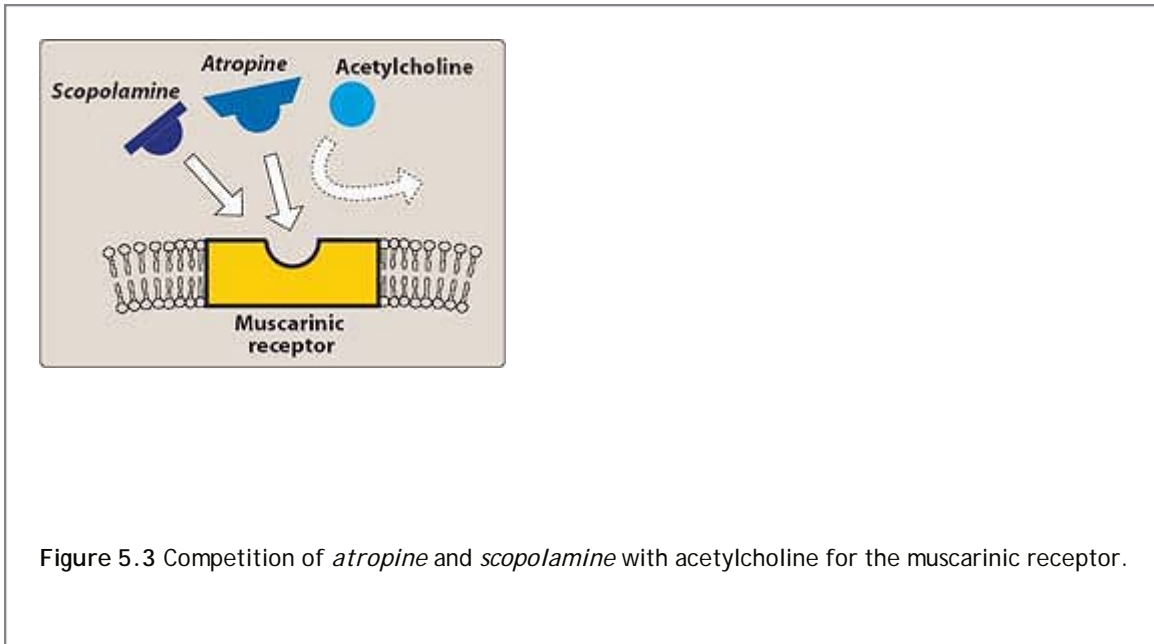 Atropine
Acetylcholine
Scopolamine
Muscarinic
receptor
Figure 5.3 Competition of atropine and scopolamine with acetylcholine for the muscarinic receptor.